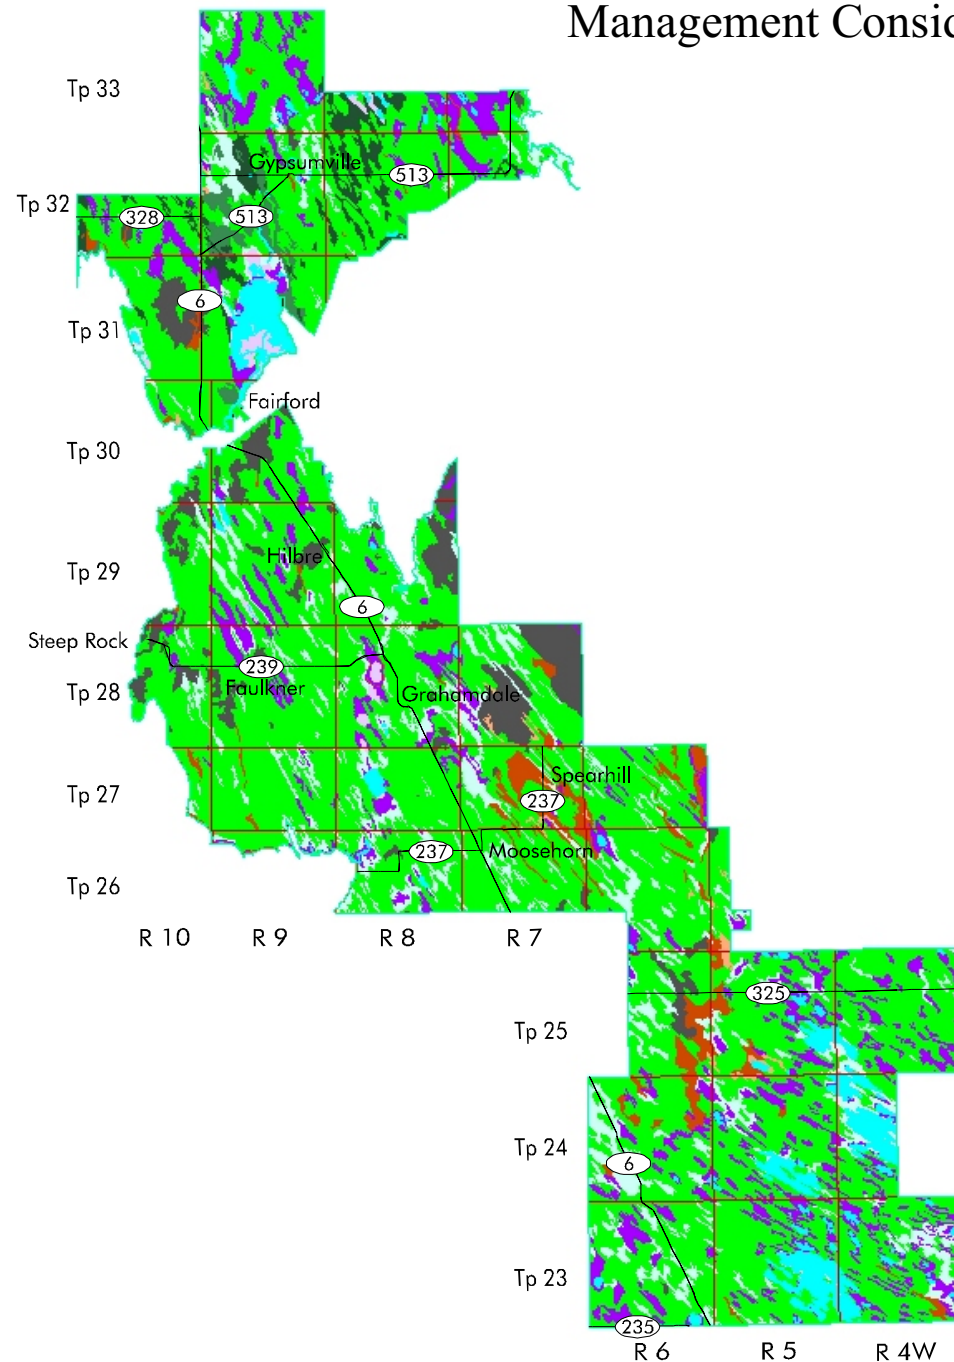 Management Consid
Tp 33
Gypsumville
513
Tp 32
328
513
6
Tp 31
Fairford
Tp 30
Hilbre
Tp 29
6
Steep Rock
239
Faulkner
Tp 28
Grahamdale
Spearhill
Tp 27
237
237
Moosehorn
Tp 26
R 10
R 9
R 8
R 7
325
Tp 25
Tp 24
6
Tp 23
235
R 6
R 5
R 4W